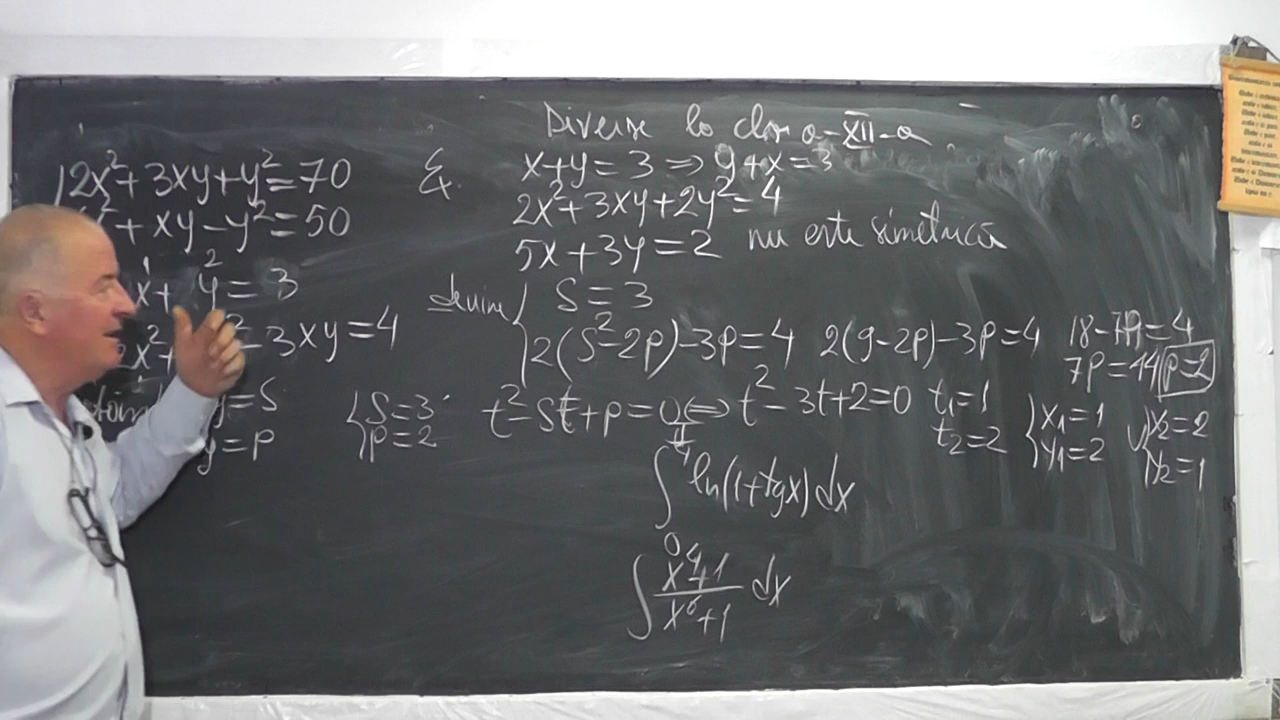 Diverse la clasa a-XII-a
2x²+3xy+y²=70
+xy-y²=50
x+y=3
-3xy=4
y=S
y=P
Ex.
x+y=3 ⇒ y+x=3
2x²+3xy+2y²=4
5x+3y=2 nu este simetrică
devine { S=3
2(S²-2P)-3P=4 2(9-2P)-3P=4 18-7P=4
7P=14 P=2
{ S=3 P=2 t²-St+P=0 ⇔ t²-3t+2=0 t₁=1 t₂=2 { x₁=1 y₁=2 ∪ { x₂=2 y₂=1
∫₀^(π/4) ln(1+tgx)dx
∫ (x⁴+1)/(x⁶+1) dx